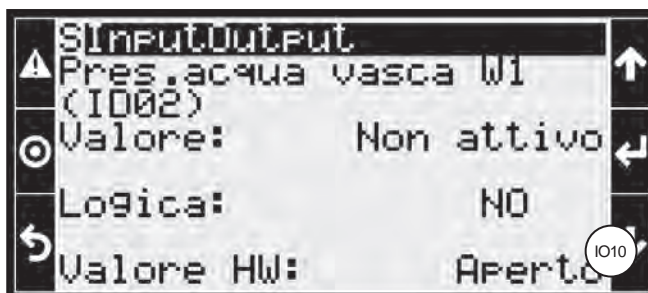 SInputOutput
Pres.acqua vasca W1
(ID02)
Valore: Non attivo
Logica: NO
Valore HW: Aperto
IO10